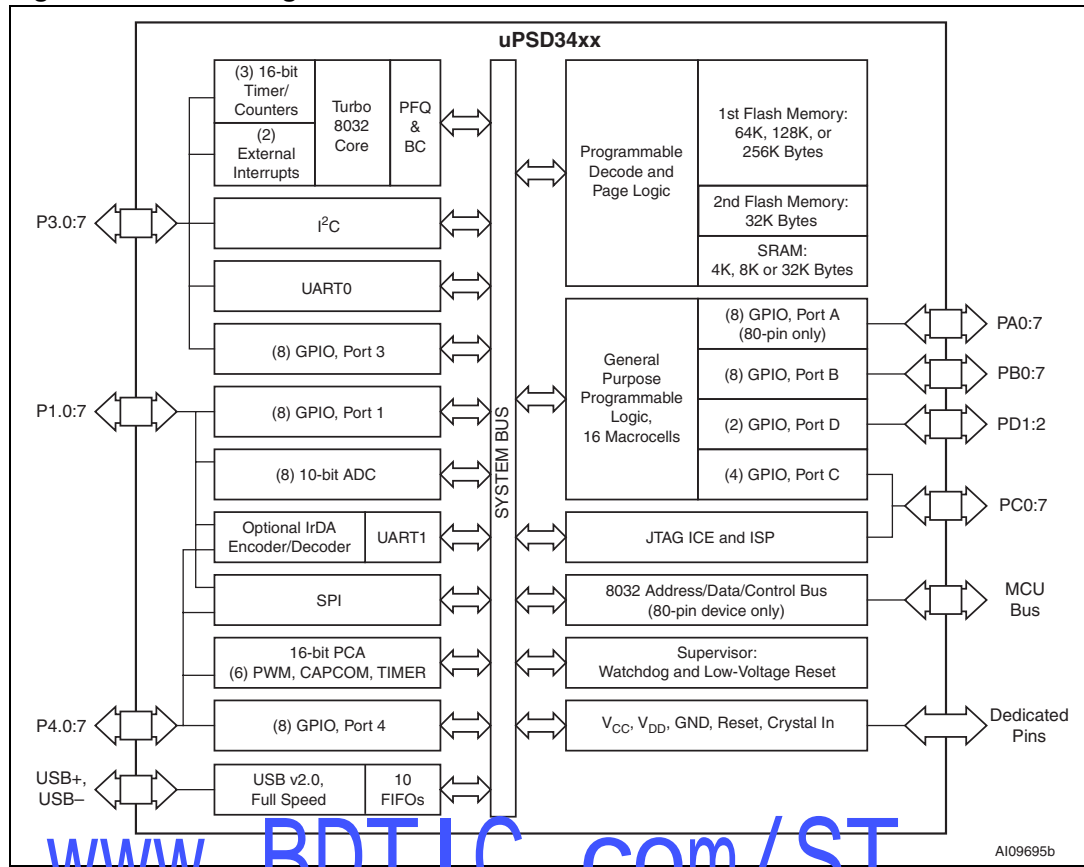 uPSD34xx
(3) 16-bit
Timer/
Counters
(2)
External
Interrupts
Turbo
8032
Core
PFQ
&
BC
P3.0:7
I2C
UART0
(8) GPIO, Port 3
P1.0:7
(8) GPIO, Port 1
(8) 10-bit ADC
Optional IrDA
Encoder/Decoder
UART1
SPI
16-bit PCA
(6) PWM, CAPCOM, TIMER
P4.0:7
(8) GPIO, Port 4
USB+,
USB–
USB v2.0,
Full Speed
10
FIFOs
SYSTEM BUS
Programmable
Decode and
Page Logic
1st Flash Memory:
64K, 128K, or
256K Bytes
2nd Flash Memory:
32K Bytes
SRAM:
4K, 8K or 32K Bytes
General
Purpose
Programmable
Logic,
16 Macrocells
(8) GPIO, Port A
(80-pin only)
PA0:7
(8) GPIO, Port B
PB0:7
(2) GPIO, Port D
PD1:2
(4) GPIO, Port C
PC0:7
JTAG ICE and ISP
8032 Address/Data/Control Bus
(80-pin device only)
MCU
Bus
Supervisor:
Watchdog and Low-Voltage Reset
VCC, VDD, GND, Reset, Crystal In
Dedicated
Pins
www.BDTIC.com/ST
AI09695b